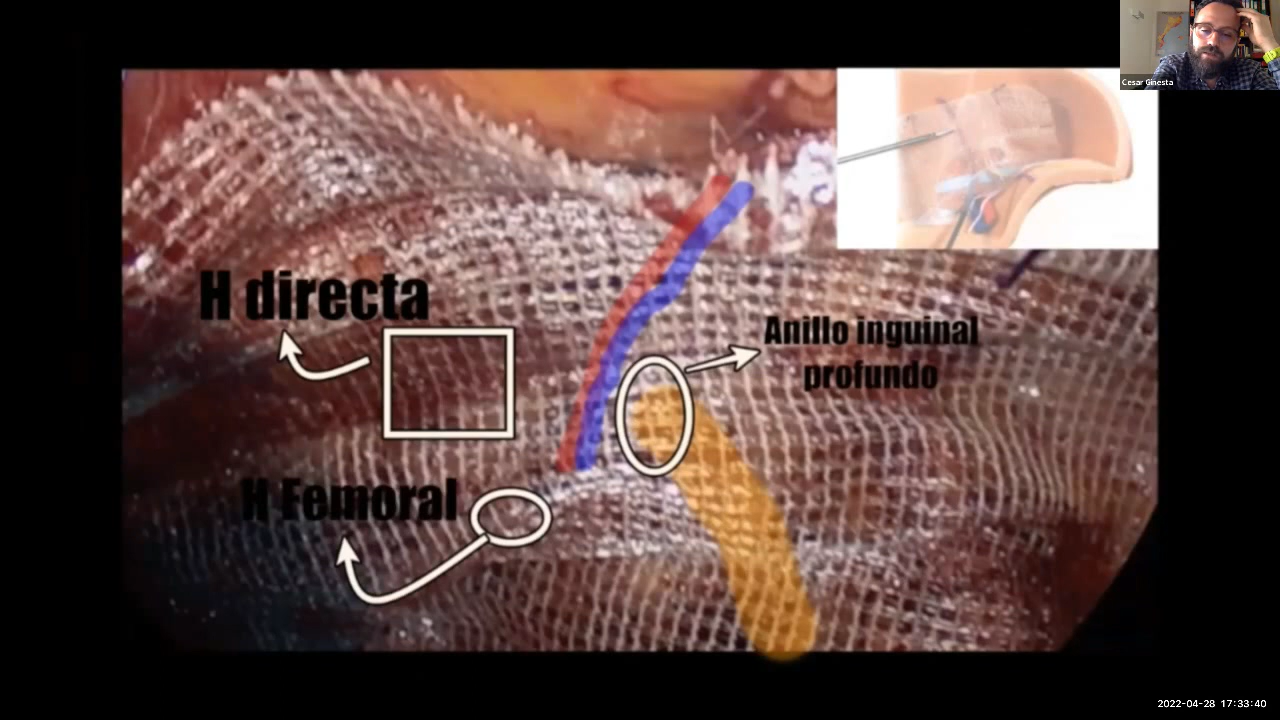 Cesar Ginesta
H directa
Anillo inguinal
profundo
H Femoral
2022-04-28 17:33:40